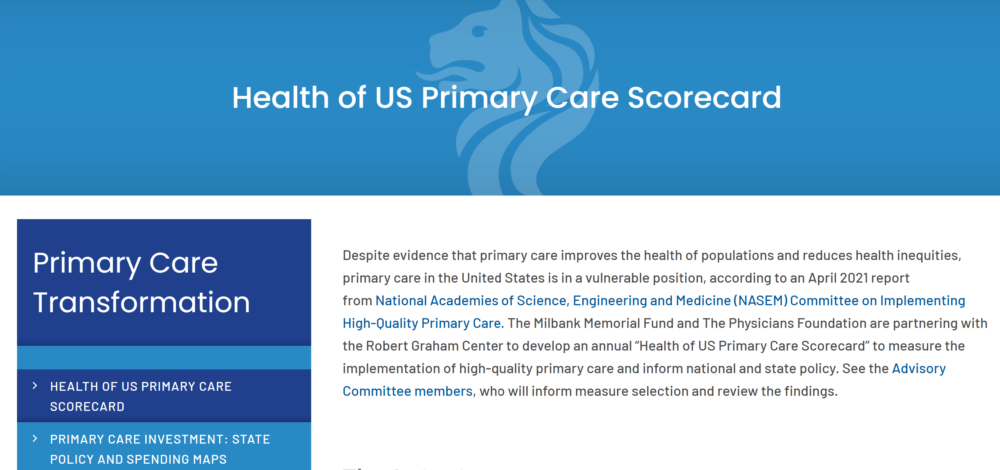 Health of US Primary Care Scorecard
Primary Care
Transformation
HEALTH OF US PRIMARY CARE
SCORECARD
PRIMARY CARE INVESTMENT: STATE
POLICY AND SPENDING MAPS
Despite evidence that primary care improves the health of populations and reduces health inequities,
primary care in the United States is in a vulnerable position, according to an April 2021 report
from National Academies of Science, Engineering and Medicine (NASEM) Committee on Implementing
High-Quality Primary Care. The Milbank Memorial Fund and The Physicians Foundation are partnering with
the Robert Graham Center to develop an annual “Health of US Primary Care Scorecard” to measure the
implementation of high-quality primary care and inform national and state policy. See the Advisory
Committee members, who will inform measure selection and review the findings.